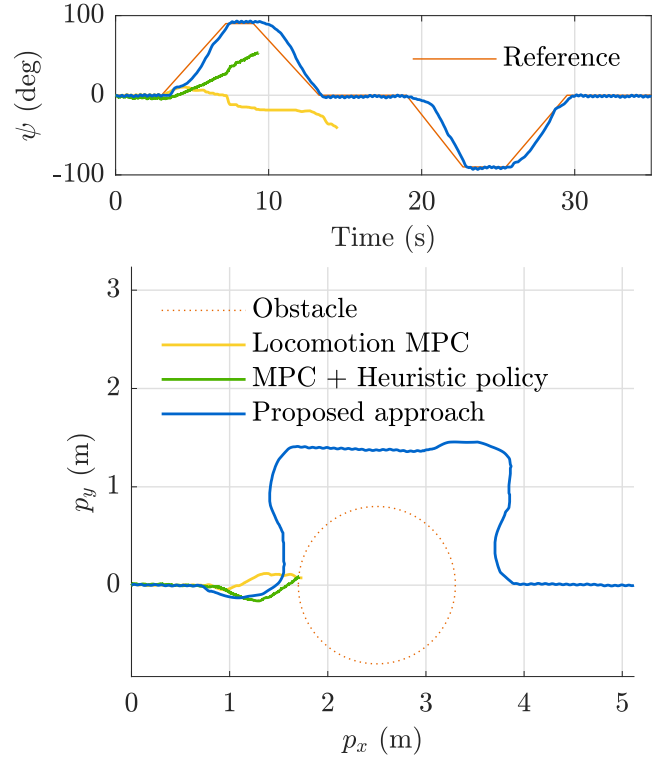 100
0
-100
ψ (deg)
Reference
0
10
20
30
Time (s)
3
2
1
0
p_y (m)
Obstacle
Locomotion MPC
MPC + Heuristic policy
Proposed approach
0
1
2
3
4
5
p_x (m)